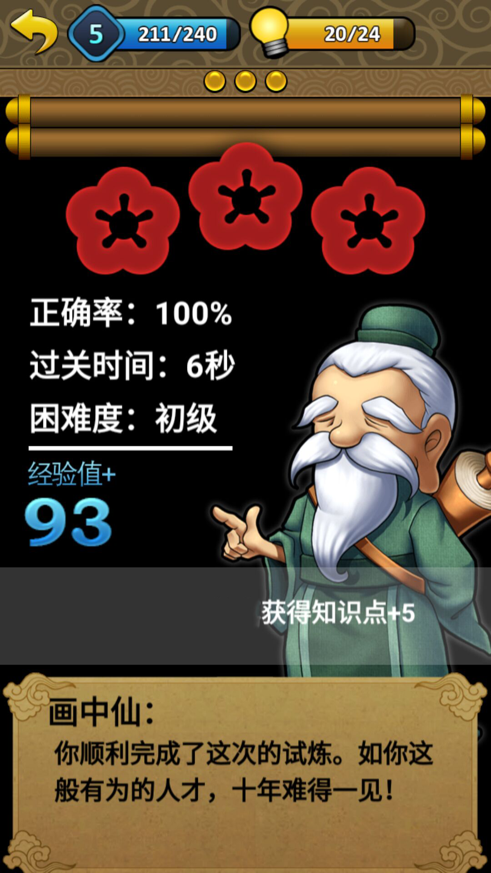 5
211/240
20/24
正确率：100%
过关时间：6秒
困难度：初级
经验值+
93
获得知识点+5
画中仙：
你顺利完成了这次的试炼。如你这
般有为的人才，十年难得一见！